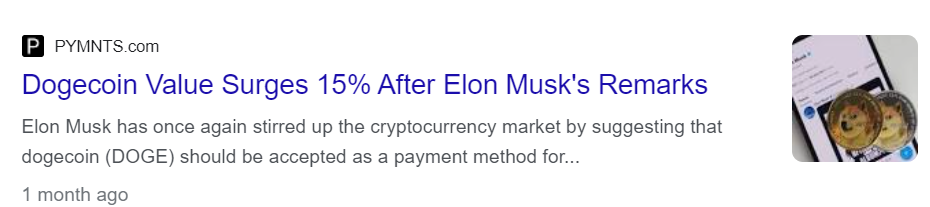 PYMNTS.com
Dogecoin Value Surges 15% After Elon Musk's Remarks
Elon Musk has once again stirred up the cryptocurrency market by suggesting that
dogecoin (DOGE) should be accepted as a payment method for...
1 month ago